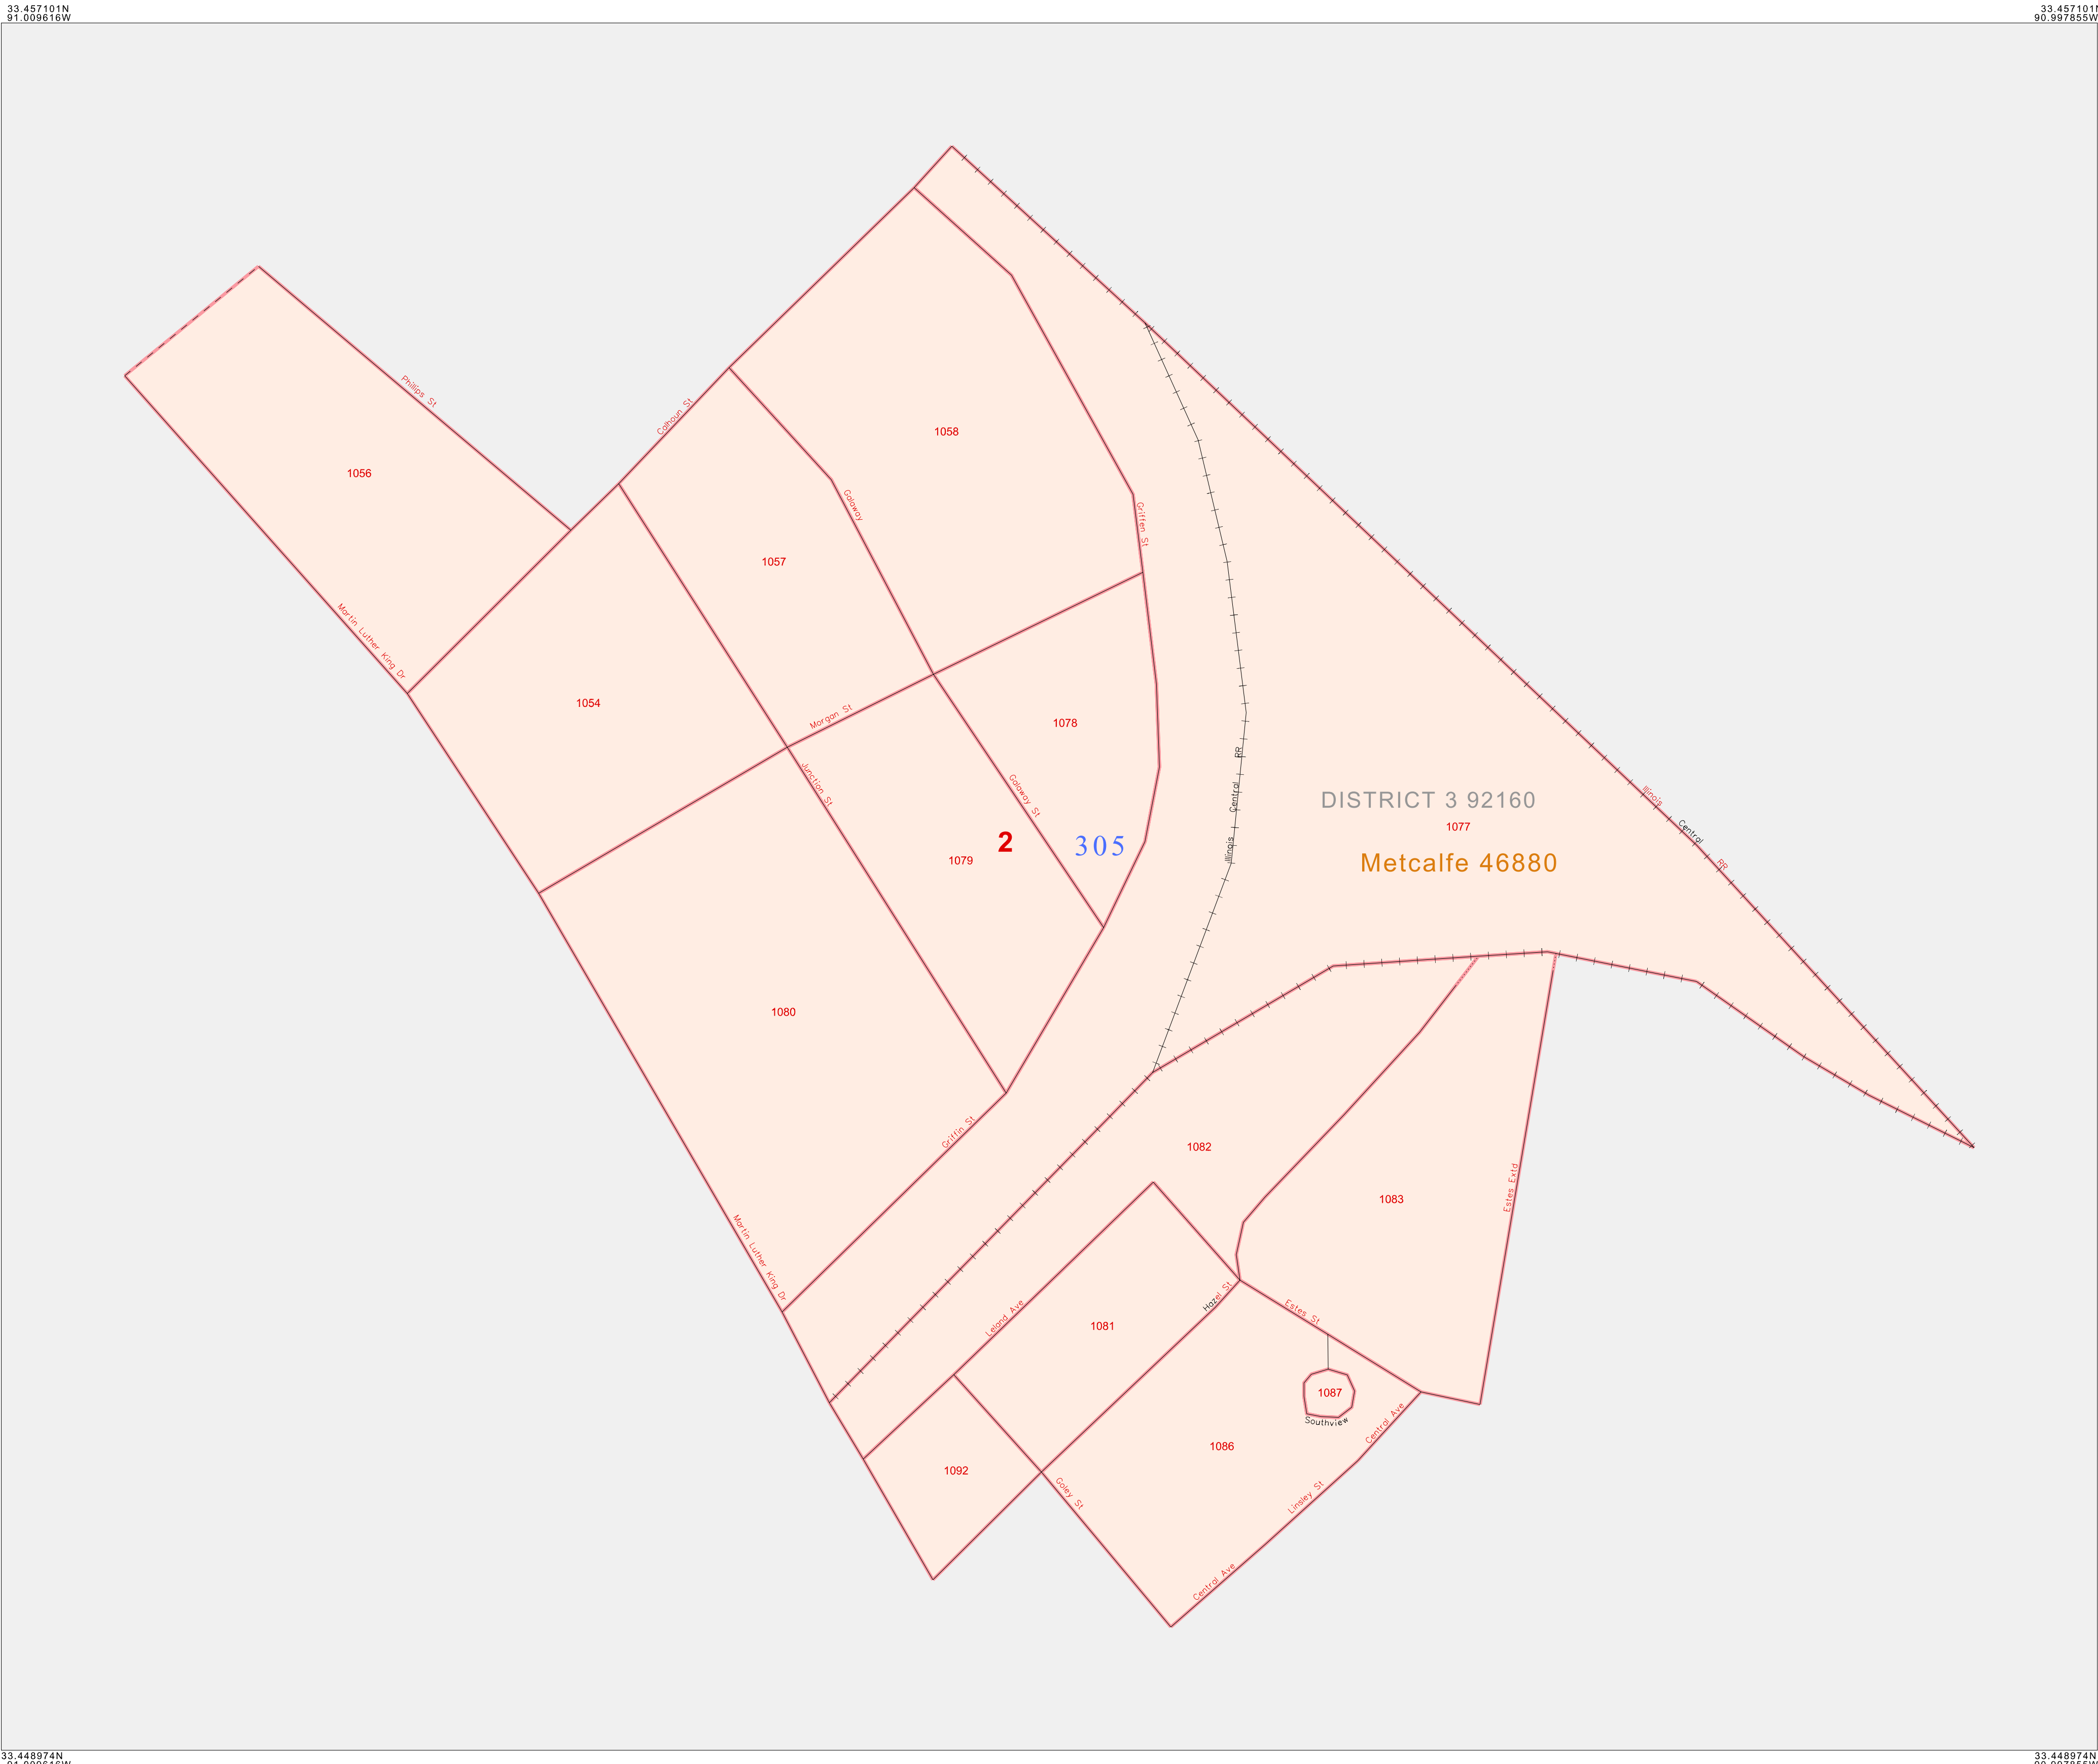 33.457101N
91.009616W
33.457101N
90.997855W
Phillips St
Colhoun St
1058
1056
Galaway
Griffen St
1057
Martin Luther King Dr
1054
Morgan St
1078
Junction St
Galaway St
Illinois Central RR
DISTRICT 3 92160
Illinois Central RR
1077
2
305
1079
Metcalfe 46880
1080
Griffin St
1082
Estes Extd
1083
Martin Luther King Dr
Leland Ave
Hazel St
Estes St
1081
1087
Southview
Central Ave
1086
1092
Goley St
Linsley St
Central Ave
33.448974N
33.448974N